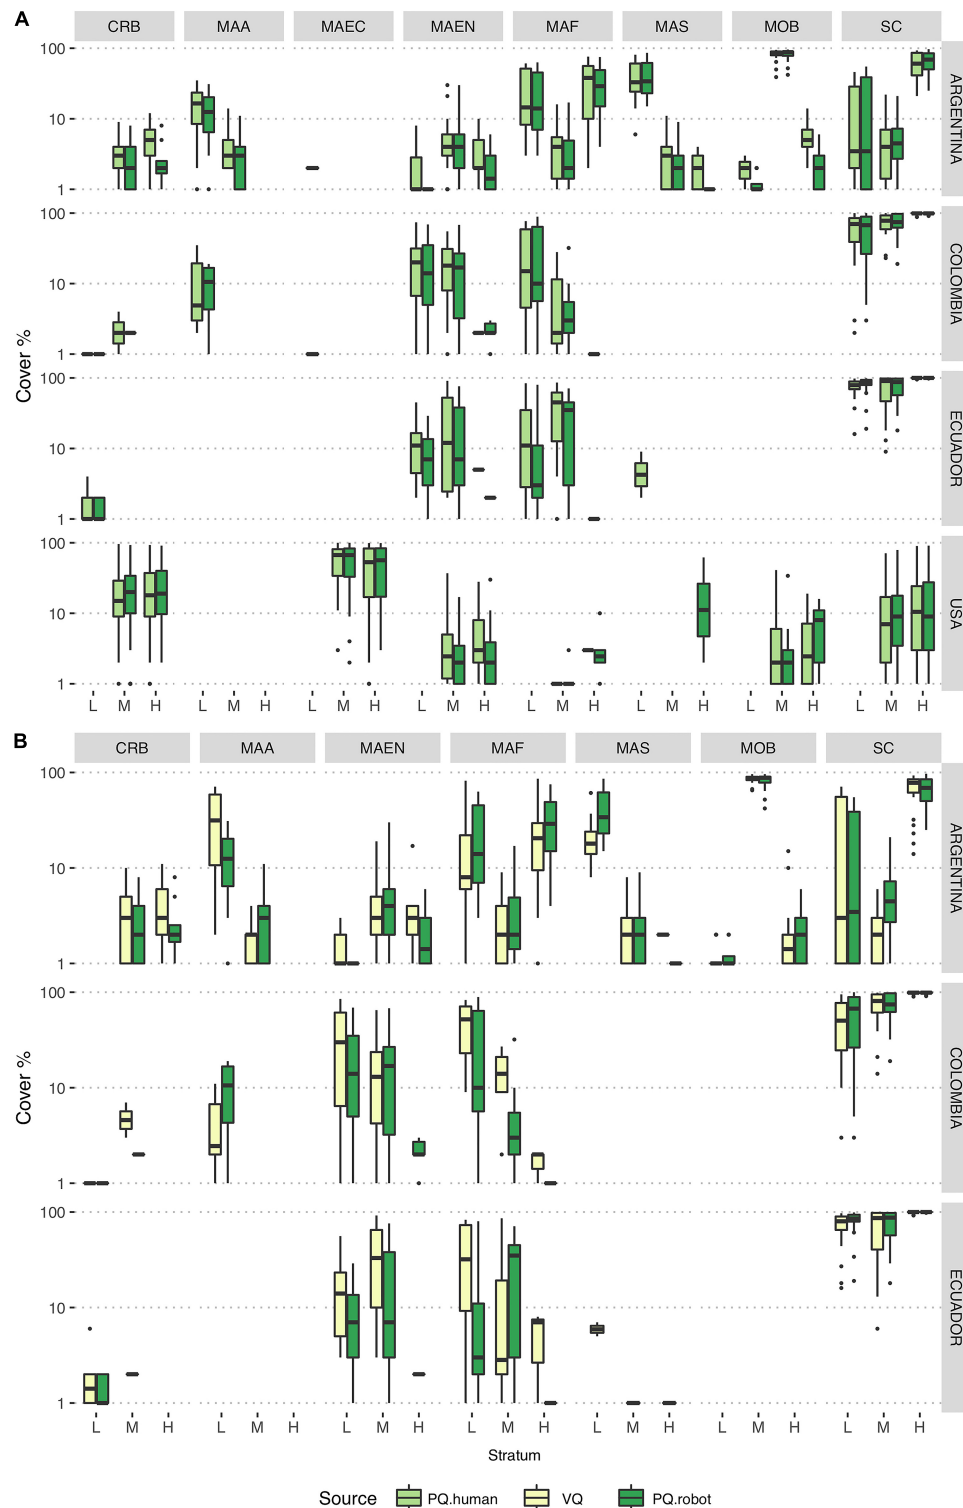 A
CRB MAA MAEC MAEN MAF MAS MOB SC
100
10
1
ARGENTINA
100
10
1
COLOMBIA
100
10
1
ECUADOR
100
10
1
USA
Cover %
L M H L M H L M H L M H L M H L M H L M H L M H
B
CRB MAA MAEN MAF MAS MOB SC
100
10
1
ARGENTINA
100
10
1
COLOMBIA
100
10
1
ECUADOR
Cover %
L M H L M H L M H L M H L M H L M H L M H
Stratum
Source PQ.human VQ PQ.robot